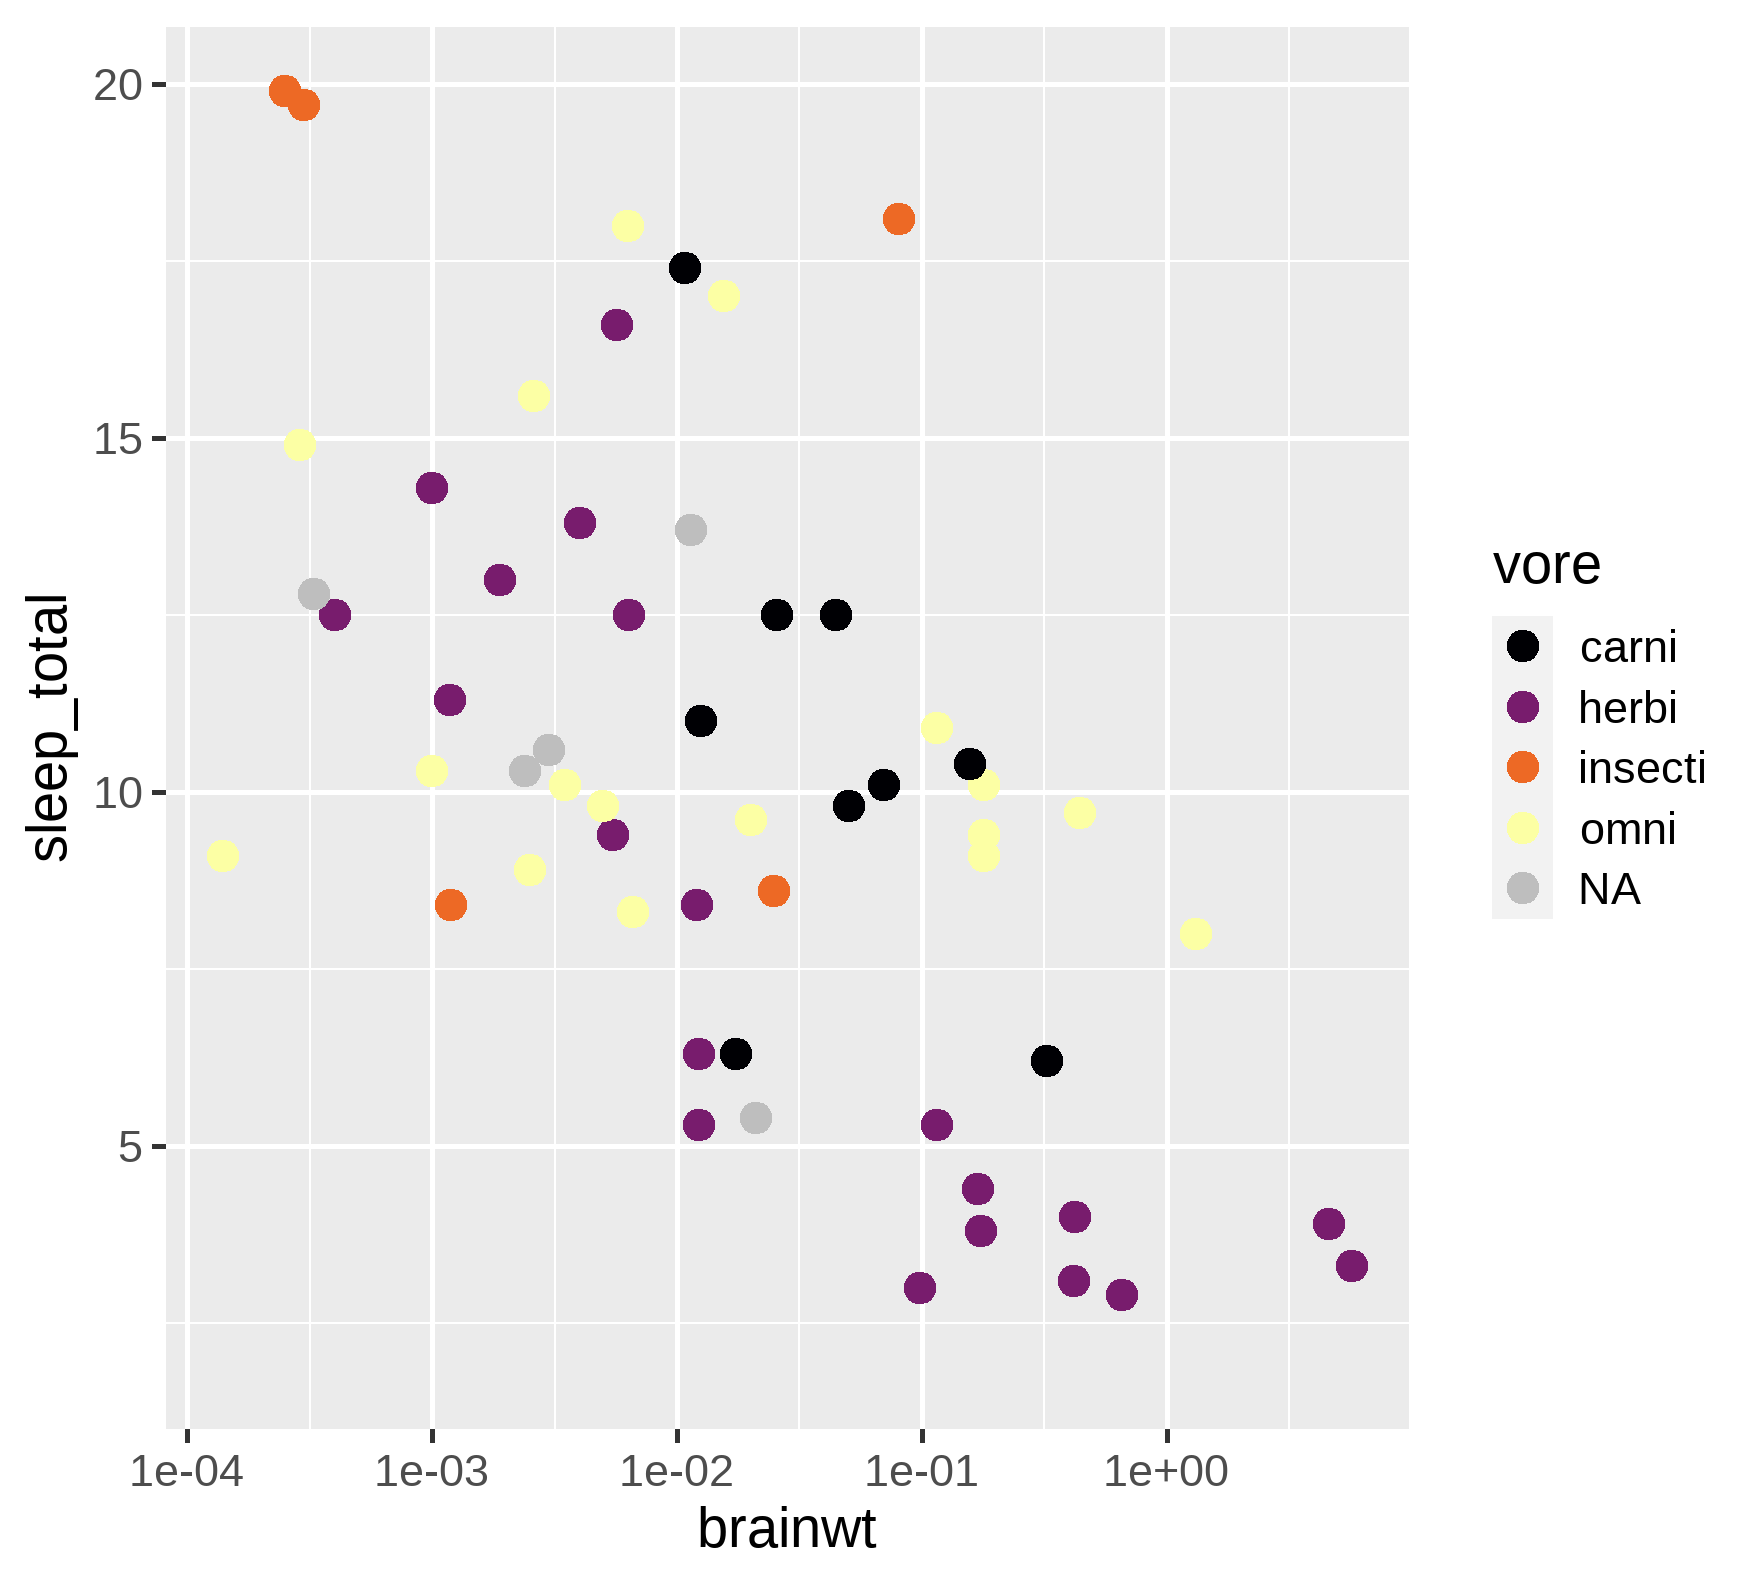 20
15
10
5
sleep_total
1e-04 1e-03 1e-02 1e-01 1e+00
brainwt
vore
carni
herbi
insecti
omni
NA